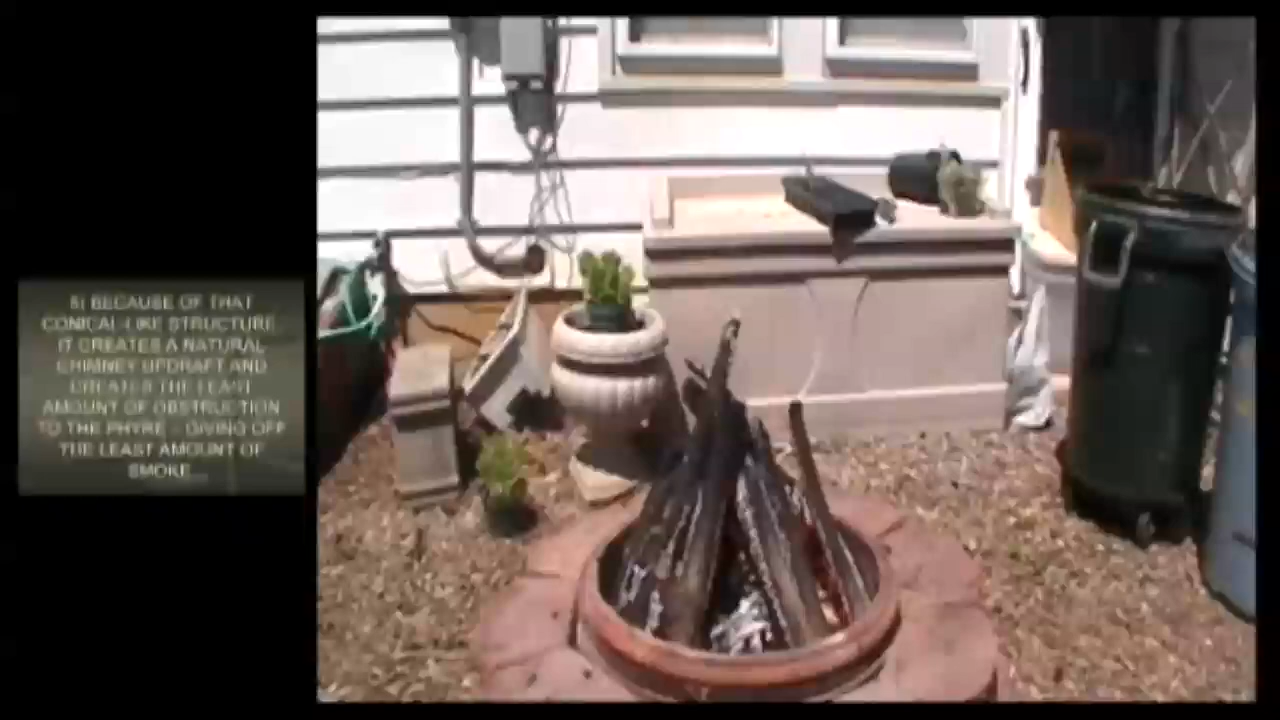 5) BECAUSE OF THAT
CONICAL-LIKE STRUCTURE,
IT CREATES A NATURAL
CHIMNEY UPDRAFT AND
CREATES THE LEAST
AMOUNT OF OBSTRUCTION
TO THE PHYRE - GIVING OFF
THE LEAST AMOUNT OF
SMOKE...